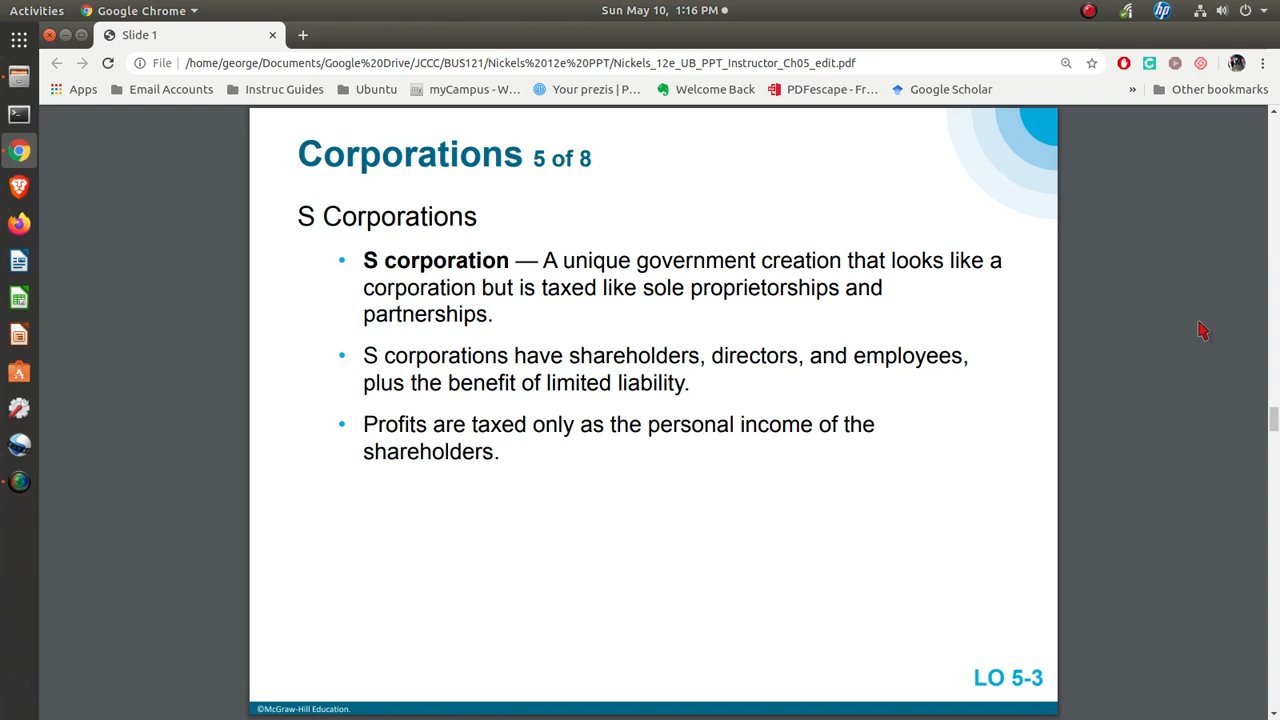 Activities
Google Chrome
Sun May 10, 1:16 PM
Slide 1
File
/home/george/Documents/Google%20Drive/JCCC/BUS121/Nickels%2012e%20PPT/Nickels_12e_UB_PPT_Instructor_Ch05_edit.pdf
Apps
Email Accounts
Instruc Guides
Ubuntu
myCampus - W…
Your prezis | P…
Welcome Back
PDFescape - Fr…
Google Scholar
»
Other bookmarks
Corporations 5 of 8
S Corporations
• S corporation — A unique government creation that looks like a
corporation but is taxed like sole proprietorships and
partnerships.
• S corporations have shareholders, directors, and employees,
plus the benefit of limited liability.
• Profits are taxed only as the personal income of the
shareholders.
LO 5-3
©McGraw-Hill Education.